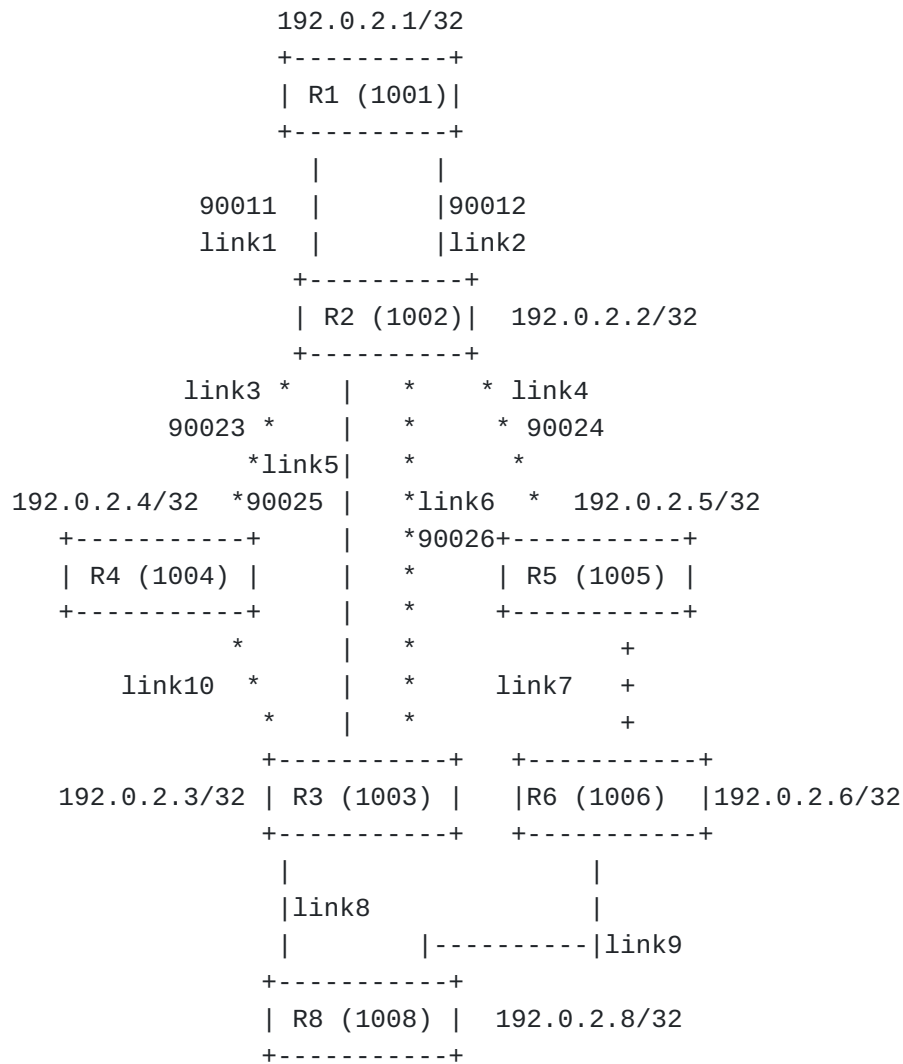 192.0.2.1/32
+----------+
| R1 (1001)|
+----------+
| |
90011 | |90012
link1 | |link2
+----------+
| R2 (1002)| 192.0.2.2/32
+----------+
link3 * | * * link4
90023 * | * * 90024
*link5| * *
192.0.2.4/32 *90025 | *link6 * 192.0.2.5/32
+-----------+ | *90026+-----------+
| R4 (1004) | | * | R5 (1005) |
+-----------+ | * +-----------+
* | * +
link10 * | * link7 +
* | * +
+-----------+ +-----------+
192.0.2.3/32 | R3 (1003) | |R6 (1006) |192.0.2.6/32
+-----------+ +-----------+
| |
|link8 |
| |----------|link9
+-----------+
| R8 (1008) | 192.0.2.8/32
+-----------+